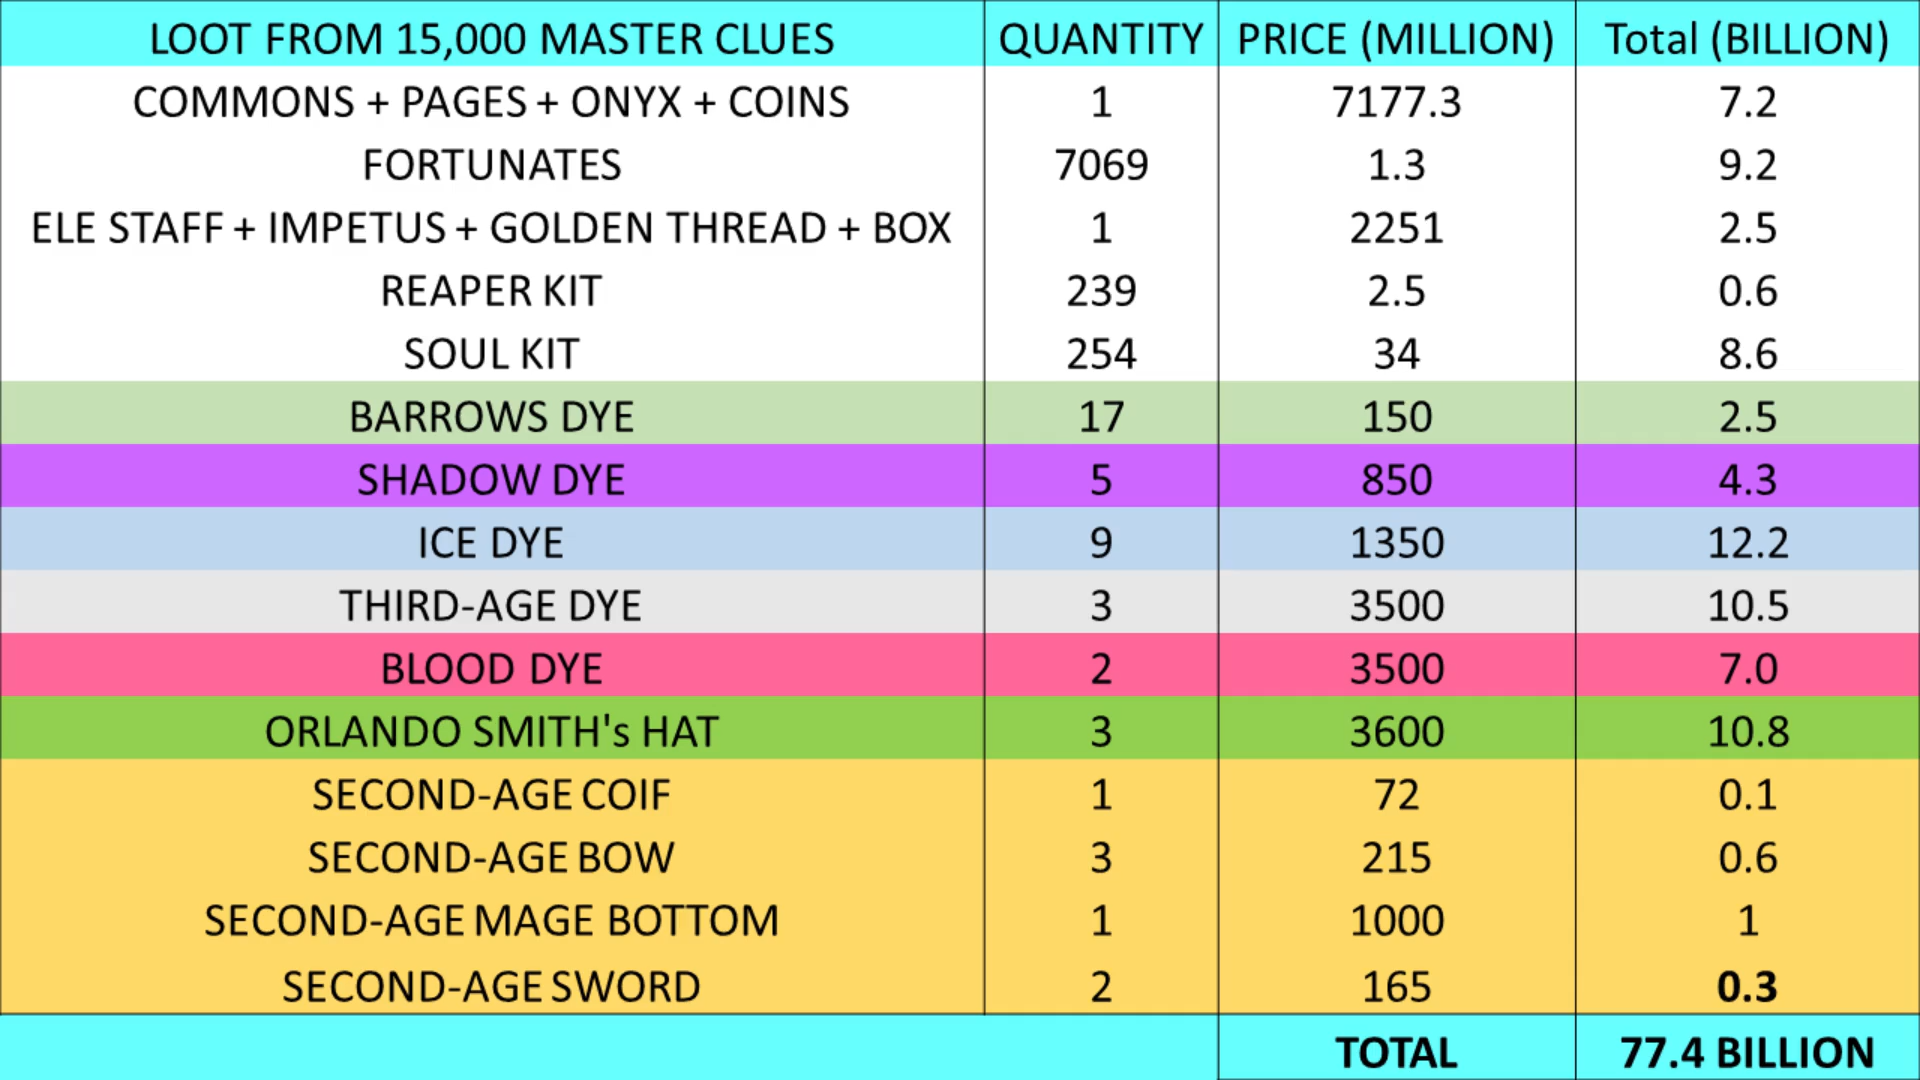 LOOT FROM 15,000 MASTER CLUES QUANTITY PRICE (MILLION) Total (BILLION)
COMMONS + PAGES + ONYX + COINS 1 7177.3 7.2
FORTUNATES 7069 1.3 9.2
ELE STAFF + IMPETUS + GOLDEN THREAD + BOX 1 2251 2.5
REAPER KIT 239 2.5 0.6
SOUL KIT 254 34 8.6
BARROWS DYE 17 150 2.5
SHADOW DYE 5 850 4.3
ICE DYE 9 1350 12.2
THIRD-AGE DYE 3 3500 10.5
BLOOD DYE 2 3500 7.0
ORLANDO SMITH's HAT 3 3600 10.8
SECOND-AGE COIF 1 72 0.1
SECOND-AGE BOW 3 215 0.6
SECOND-AGE MAGE BOTTOM 1 1000 1
SECOND-AGE SWORD 2 165 0.3
TOTAL 77.4 BILLION